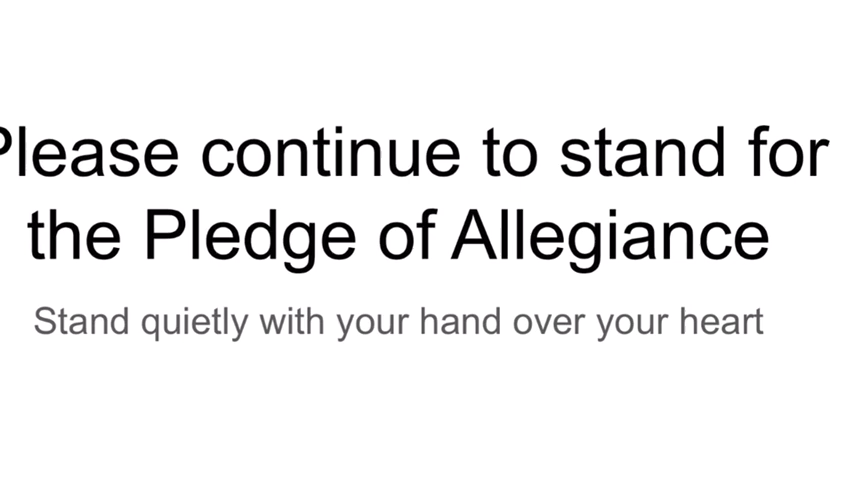 Please continue to stand for
the Pledge of Allegiance
Stand quietly with your hand over your heart